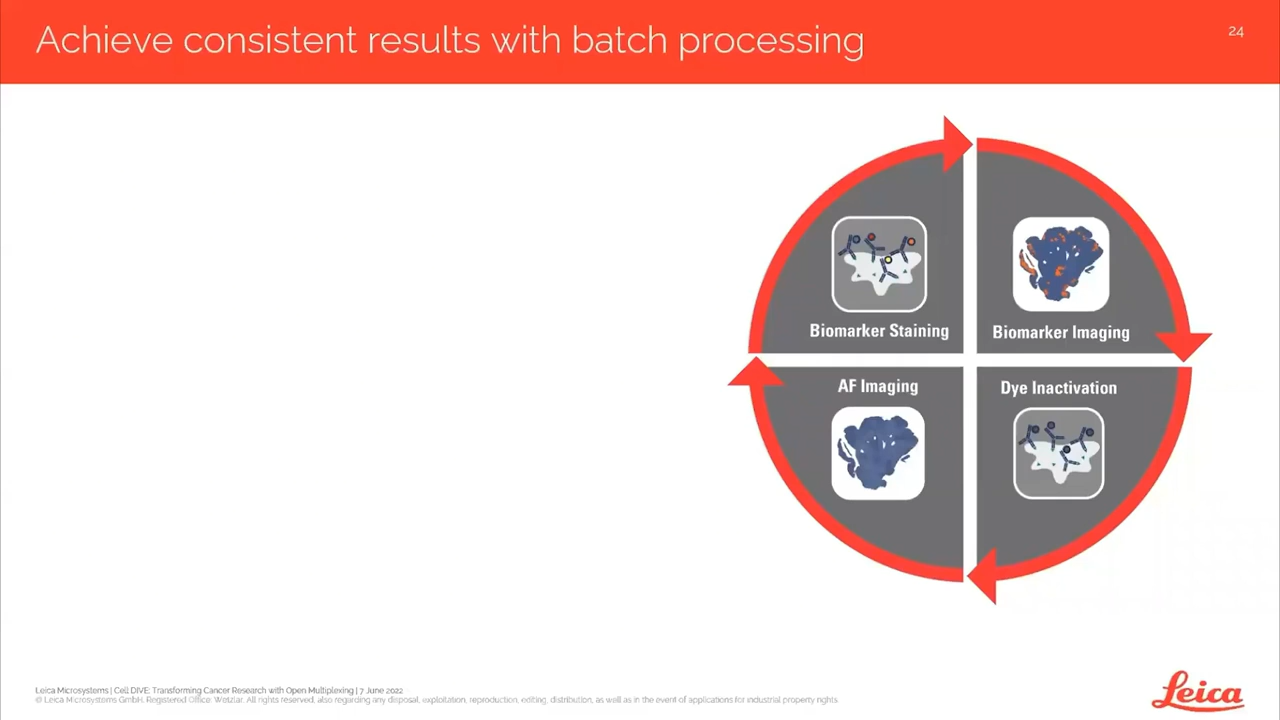 Achieve consistent results with batch processing
24
Biomarker Staining
Biomarker Imaging
AF Imaging
Dye Inactivation
Leica Microsystems | Cell DIVE: Transforming Cancer Research with Open Multiplexing | 7 June 2022
© Leica Microsystems GmbH, Registered Office: Wetzlar. All rights reserved, also regarding any disposal, exploitation, reproduction, editing, distribution, as well as in the event of applications for industrial property rights
Leica